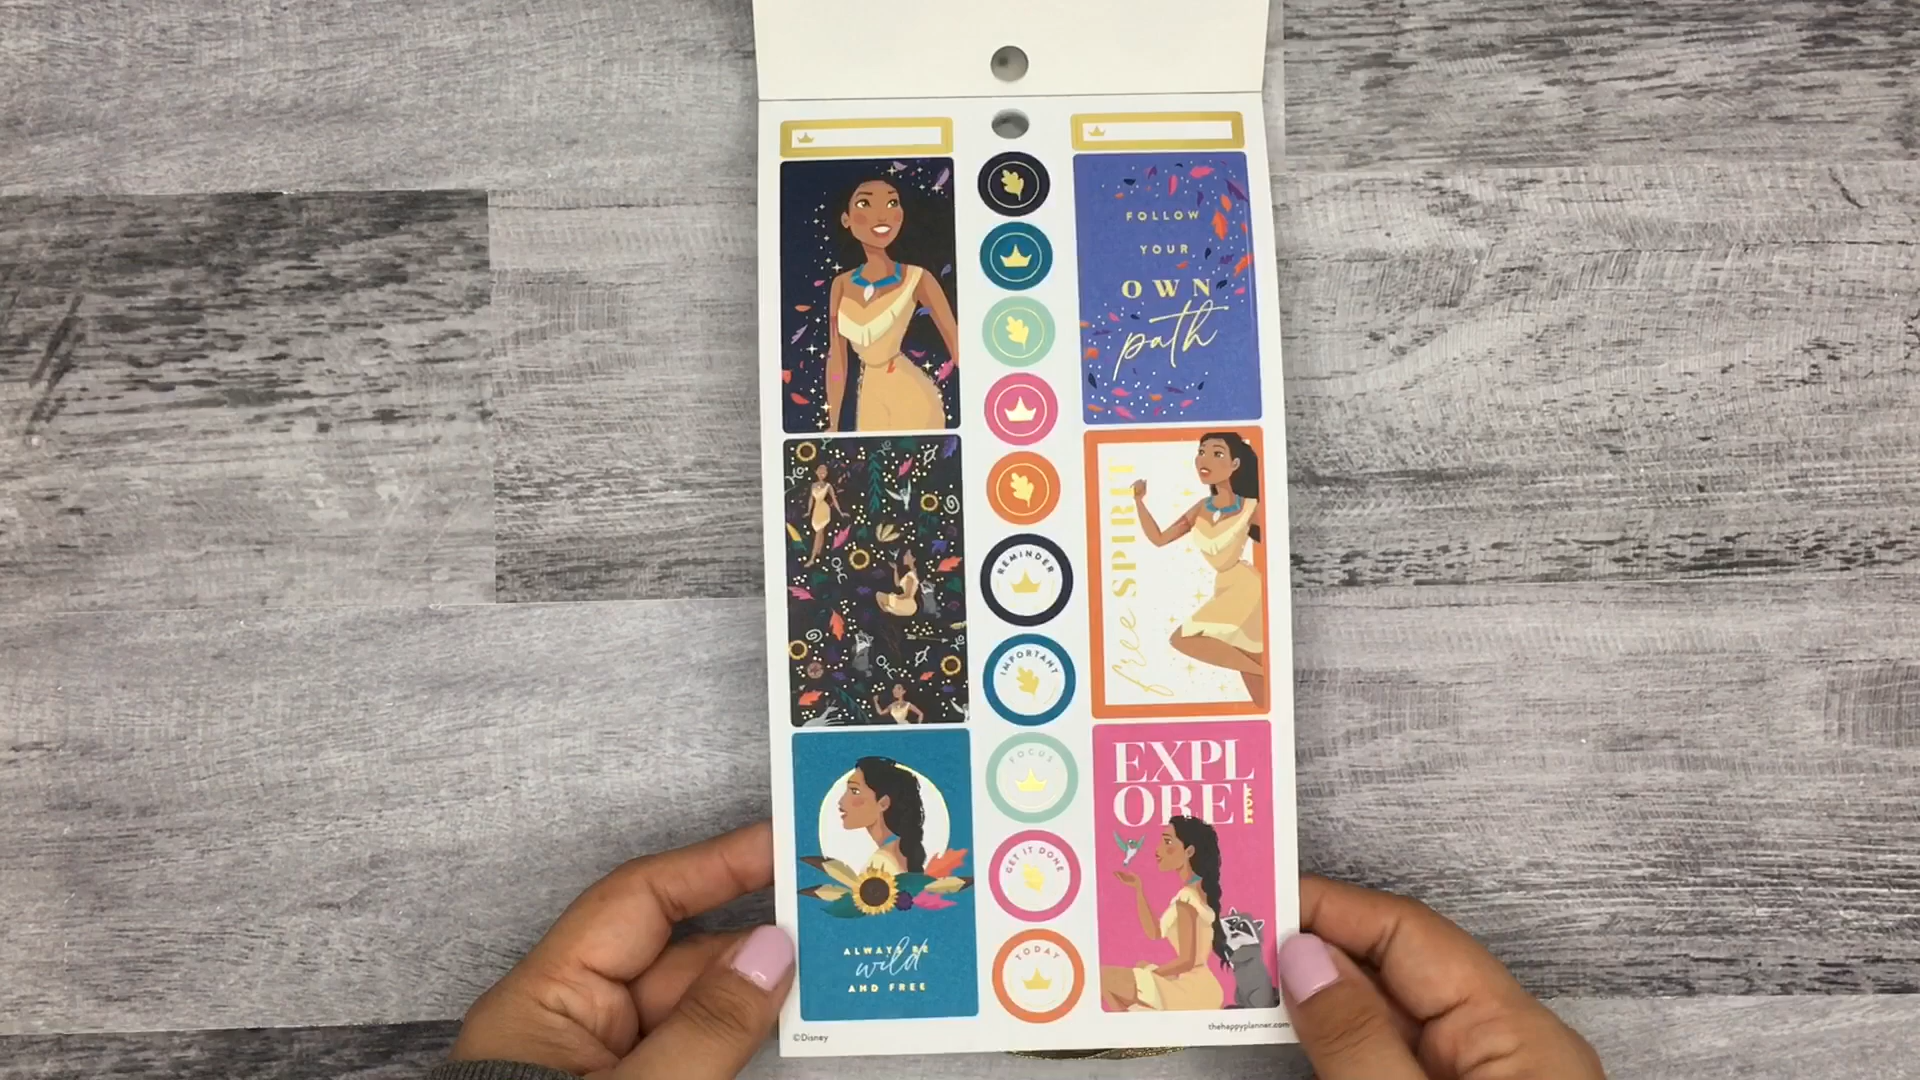 FOLLOW
YOUR
OWN
path
free SPIRIT
REMINDER
IMPORTANT
FOCUS
GET IT DONE
TODAY
ALWAYS BE
wild
AND FREE
EXPL
ORE
©Disney
thehappyplanner.com